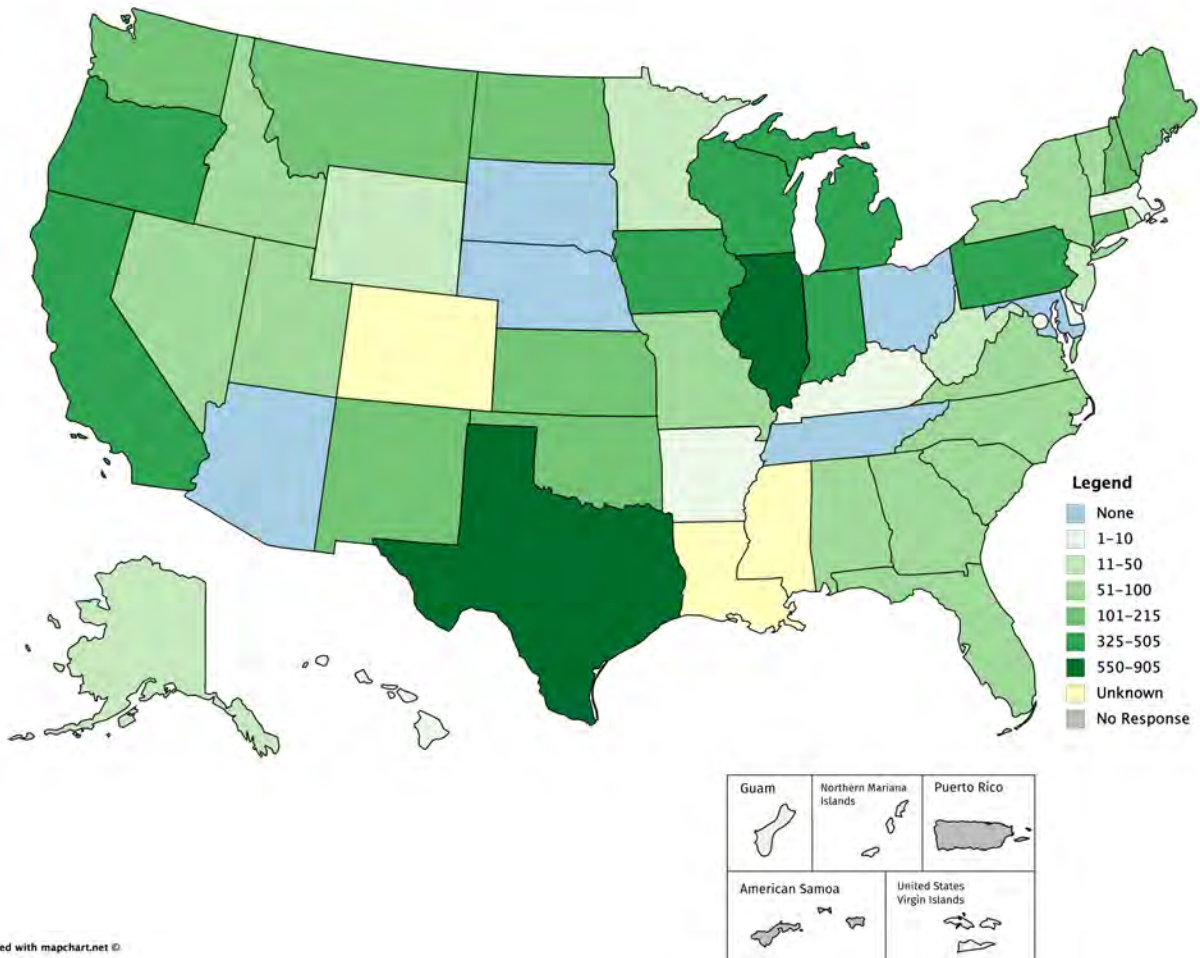 Legend
None
1–10
11–50
51–100
101–215
325–505
550–905
Unknown
No Response
Guam
Northern Mariana
Islands
Puerto Rico
American Samoa
United States
Virgin Islands
ed with mapchart.net ©